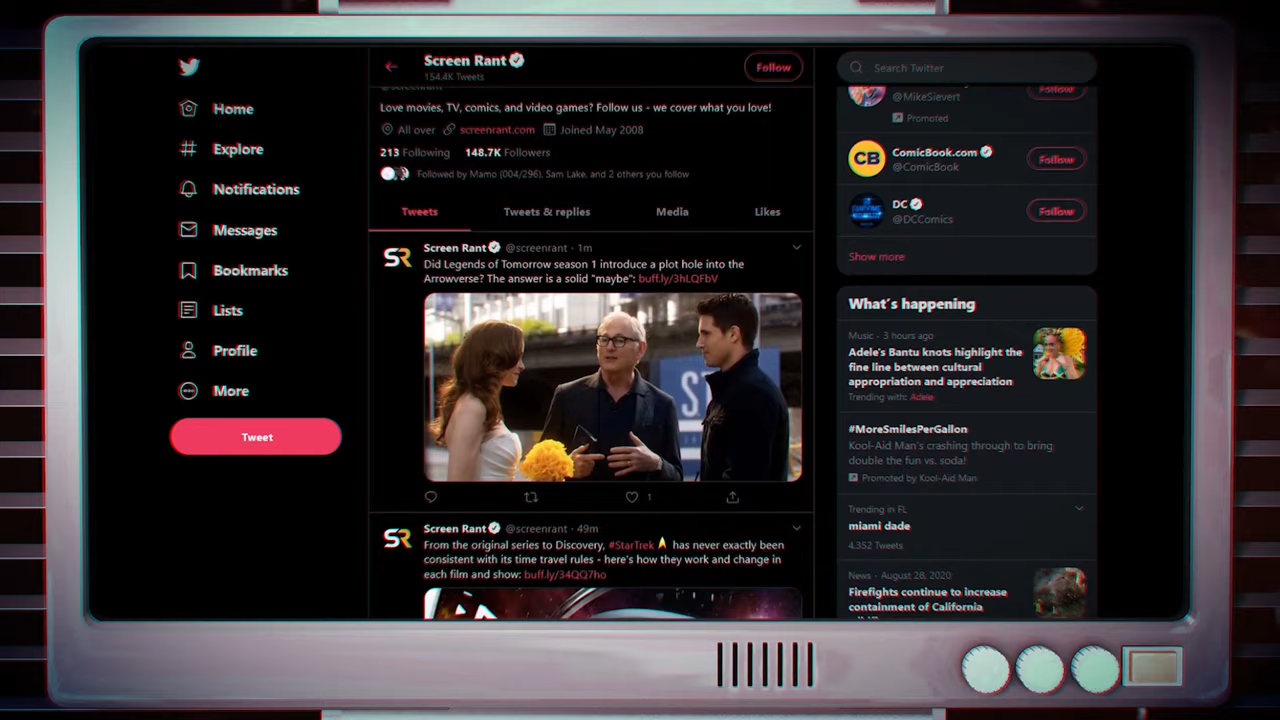 Home
Explore
Notifications
Messages
Bookmarks
Lists
Profile
More
Tweet
Screen Rant
154.4K Tweets
Follow
Love movies, TV, comics, and video games? Follow us - we cover what you love!
All over screenrant.com Joined May 2008
213 Following 148.7K Followers
Followed by Mamo (004/296), Sam Lake, and 2 others you follow
Tweets Tweets & replies Media Likes
SR
Screen Rant @screenrant · 1m
Did Legends of Tomorrow season 1 introduce a plot hole into the
Arrowverse? The answer is a solid "maybe": buff.ly/3hLQFbV
ST
1
SR
Screen Rant @screenrant · 49m
From the original series to Discovery, #StarTrek has never exactly been
consistent with its time travel rules - here's how they work and change in
each film and show: buff.ly/34QQ7ho
Search Twitter
@MikeSievert
Follow
Promoted
CB
ComicBook.com
@ComicBook
Follow
DC
@DCComics
Follow
Show more
What's happening
Music · 3 hours ago
Adele's Bantu knots highlight the
fine line between cultural
appropriation and appreciation
Trending with: Adele
#MoreSmilesPerGallon
Kool-Aid Man's crashing through to bring
double the fun vs. soda!
Promoted by Kool-Aid Man
Trending in FL
miami dade
4,352 Tweets
News · August 28, 2020
Firefights continue to increase
containment of California